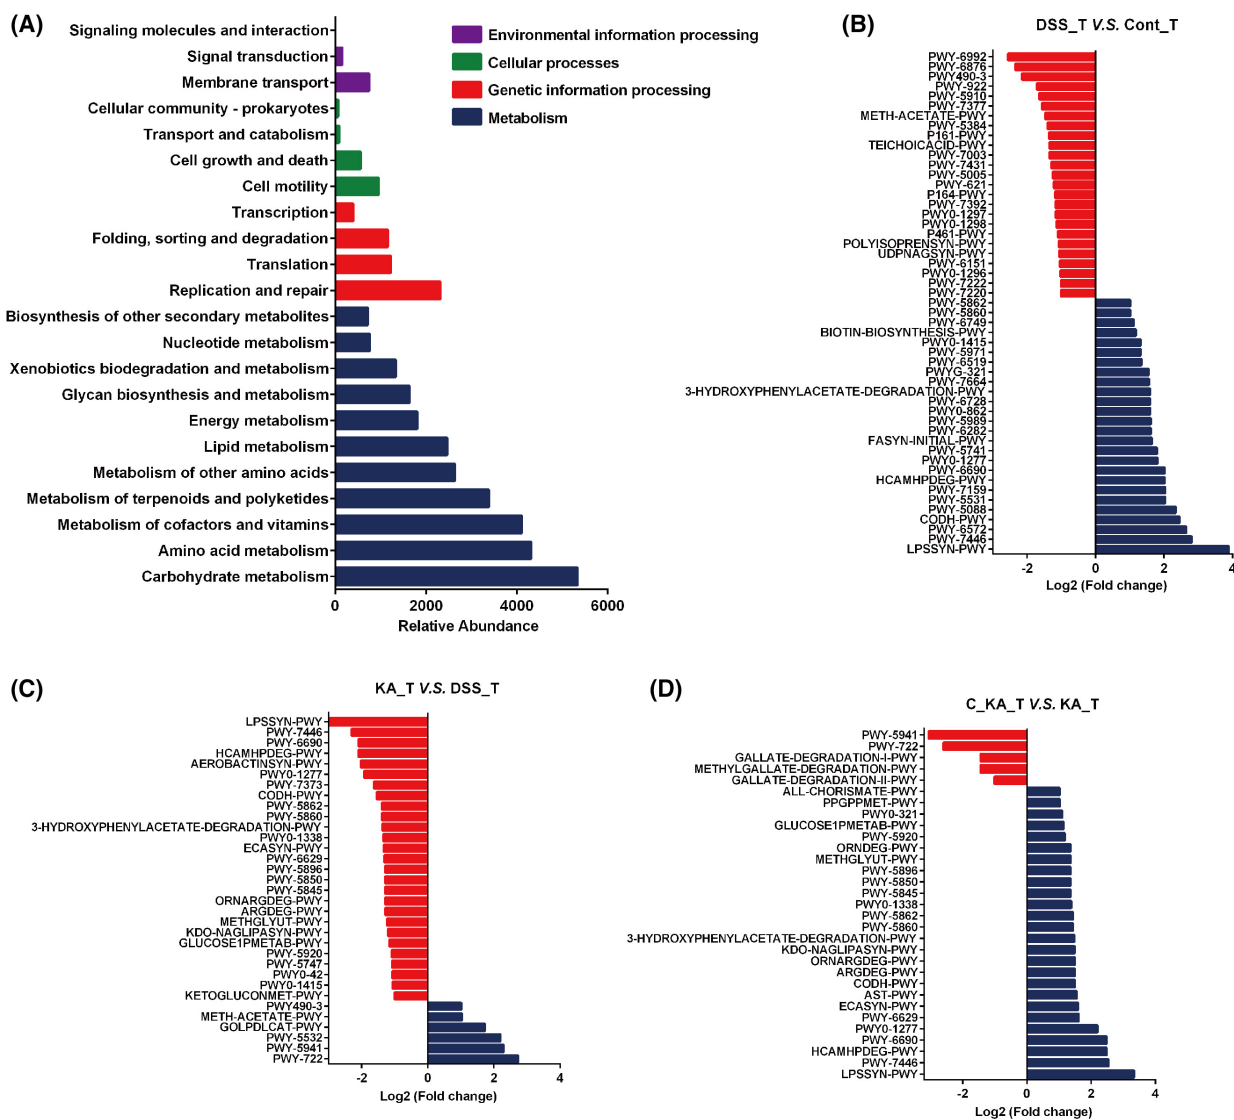 (A)
Signaling molecules and interaction
Signal transduction
Membrane transport
Cellular community - prokaryotes
Transport and catabolism
Cell growth and death
Cell motility
Transcription
Folding, sorting and degradation
Translation
Replication and repair
Biosynthesis of other secondary metabolites
Nucleotide metabolism
Xenobiotics biodegradation and metabolism
Glycan biosynthesis and metabolism
Energy metabolism
Lipid metabolism
Metabolism of other amino acids
Metabolism of terpenoids and polyketides
Metabolism of cofactors and vitamins
Amino acid metabolism
Carbohydrate metabolism
0 2000 4000 6000
Relative Abundance
Environmental information processing
Cellular processes
Genetic information processing
Metabolism
(B)
DSS_T V.S. Cont_T
PWY-6992
PWY-6876
PWY490-3
PWY-922
PWY-5910
PWY-7377
METH-ACETATE-PWY
PWY-5384
P161-PWY
TEICHOICACID-PWY
PWY-7003
PWY-7431
PWY-5005
PWY-621
P164-PWY
PWY-7392
PWY0-1297
PWY0-1298
P461-PWY
POLYISOPRENSYN-PWY
UDPNAGSYN-PWY
PWY-6151
PWY0-1296
PWY-7222
PWY-7220
PWY-5862
PWY-5860
PWY-6749
BIOTIN-BIOSYNTHESIS-PWY
PWY0-1415
PWY-5971
PWY-6519
PWYG-321
PWY-7664
3-HYDROXYPHENYLACETATE-DEGRADATION-PWY
PWY-6728
PWY0-862
PWY-5989
PWY-6282
FASYN-INITIAL-PWY
PWY-5741
PWY0-1277
PWY-6690
HCAMHPDEG-PWY
PWY-7159
PWY-5531
PWY-5088
CODH-PWY
PWY-6572
PWY-7446
LPSSYN-PWY
-2 0 2 4
Log2 (Fold change)
(C)
KA_T V.S. DSS_T
LPSSYN-PWY
PWY-7446
PWY-6690
HCAMHPDEG-PWY
AEROBACTINSYN-PWY
PWY0-1277
PWY-7373
CODH-PWY
PWY-5862
PWY-5860
3-HYDROXYPHENYLACETATE-DEGRADATION-PWY
PWY0-1338
ECASYN-PWY
PWY-6629
PWY-5896
PWY-5850
PWY-5845
ORNARGDEG-PWY
ARGDEG-PWY
METHGLYUT-PWY
KDO-NAGLIPASYN-PWY
GLUCOSE1PMETAB-PWY
PWY-5920
PWY-5747
PWY0-42
PWY0-1415
KETOGLUCONMET-PWY
PWY490-3
METH-ACETATE-PWY
GOLPDLCAT-PWY
PWY-5532
PWY-5941
PWY-722
-2 0 2 4
Log2 (Fold change)
(D)
C_KA_T V.S. KA_T
PWY-5941
PWY-722
GALLATE-DEGRADATION-I-PWY
METHYLGALLATE-DEGRADATION-PWY
GALLATE-DEGRADATION-II-PWY
ALL-CHORISMATE-PWY
PPGPPMET-PWY
PWY0-321
GLUCOSE1PMETAB-PWY
PWY-5920
ORNDEG-PWY
METHGLYUT-PWY
PWY-5896
PWY-5850
PWY-5845
PWY0-1338
PWY-5862
PWY-5860
3-HYDROXYPHENYLACETATE-DEGRADATION-PWY
KDO-NAGLIPASYN-PWY
ORNARGDEG-PWY
ARGDEG-PWY
CODH-PWY
AST-PWY
ECASYN-PWY
PWY-6629
PWY0-1277
PWY-6690
HCAMHPDEG-PWY
PWY-7446
LPSSYN-PWY
-2 0 2 4
Log2 (Fold change)